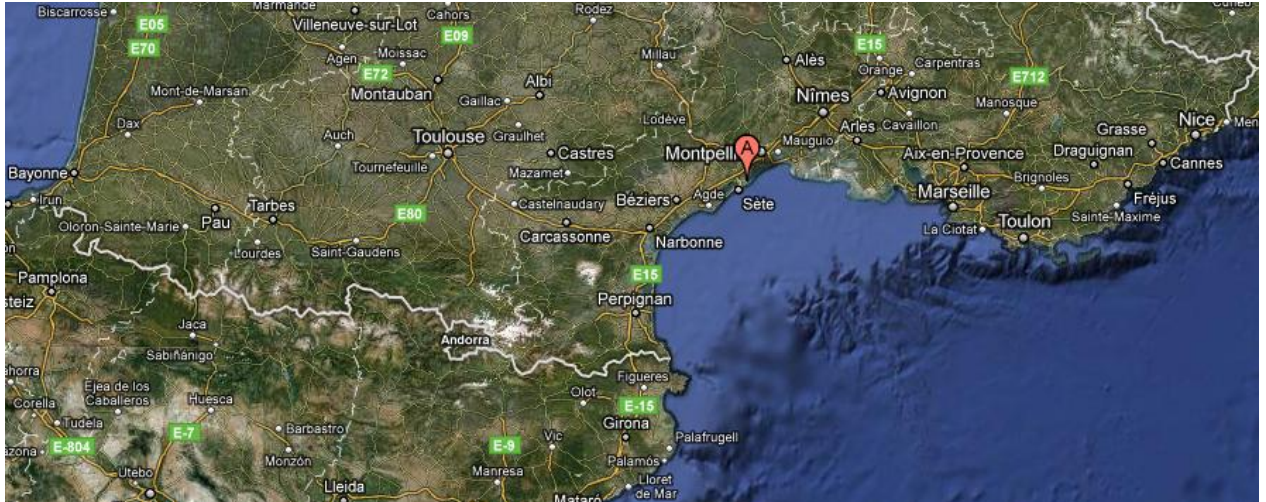 Biscarrosse
E05
E70
Marmande
Villeneuve-sur-Lot
Cahors
E09
Rodez
Agen
Moissac
E72
Montauban
Millau
Alès
E15
Orange
Carpentras
E712
Mont-de-Marsan
Albi
Gaillac
Nîmes
Avignon
Manosque
Nice
Dax
Auch
Toulouse
Graulhet
Lodève
Mauguio
Arles
Cavaillon
Grasse
Tournefeuille
Castres
Montpell
A
Aix-en-Provence
Draguignan
Cannes
Bayonne
Mazamet
Irun
Tarbes
Pau
E80
Castelnaudary
Béziers
Agde
Sète
Marseille
Brignoles
Fréjus
Sainte-Maxime
Oloron-Sainte-Marie
Lourdes
Saint-Gaudens
Carcassonne
Narbonne
La Ciotat
Toulon
Pamplona
E15
Perpignan
Jaca
Andorra
Sabiñánigo
Figueres
Ejea de los
Caballeros
Huesca
Olot
E-15
Corella
Tudela
E-804
E-7
Barbastro
E-9
Vic
Girona
Palafrugell
Monzón
Palamós
Utebo
Lleida
Manresa
Lloret
de Mar
Mataró